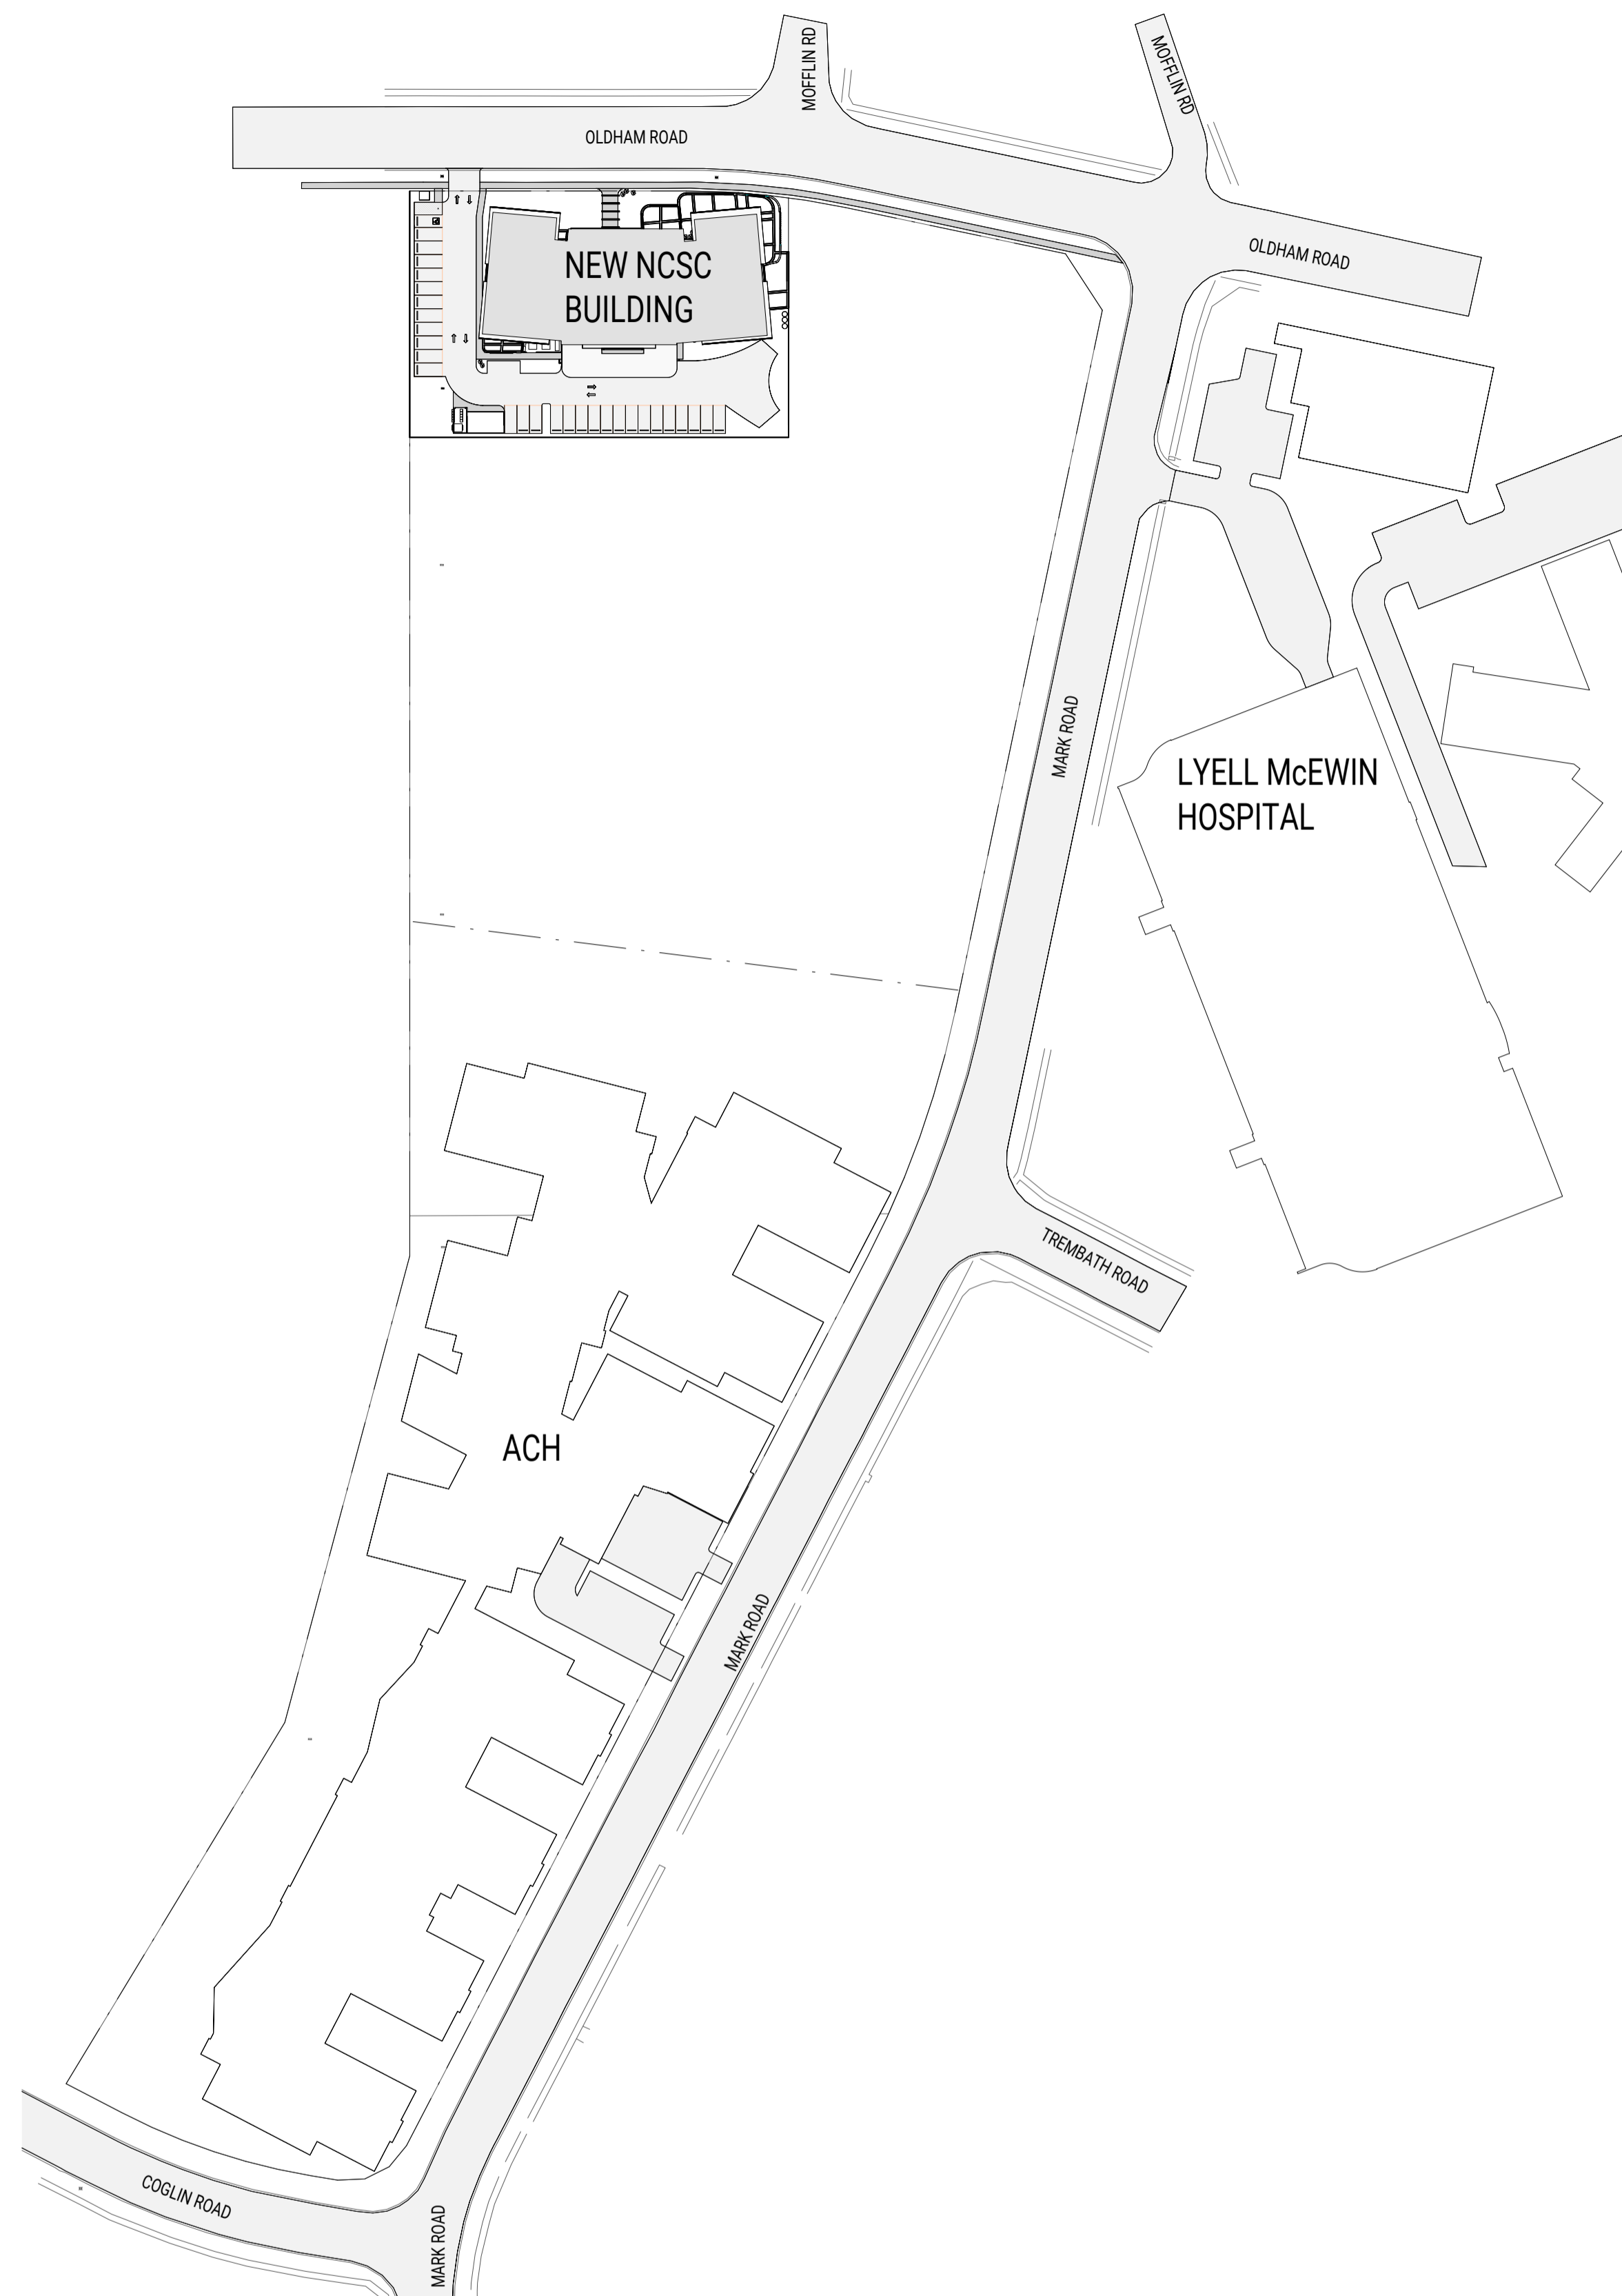 MOFFLIN RD
MOFFLIN RD
OLDHAM ROAD
OLDHAM ROAD
NEW NCSC
BUILDING
MARK ROAD
LYELL McEWIN
HOSPITAL
TREMBATH ROAD
ACH
MARK ROAD
COGLIN ROAD
MARK ROAD